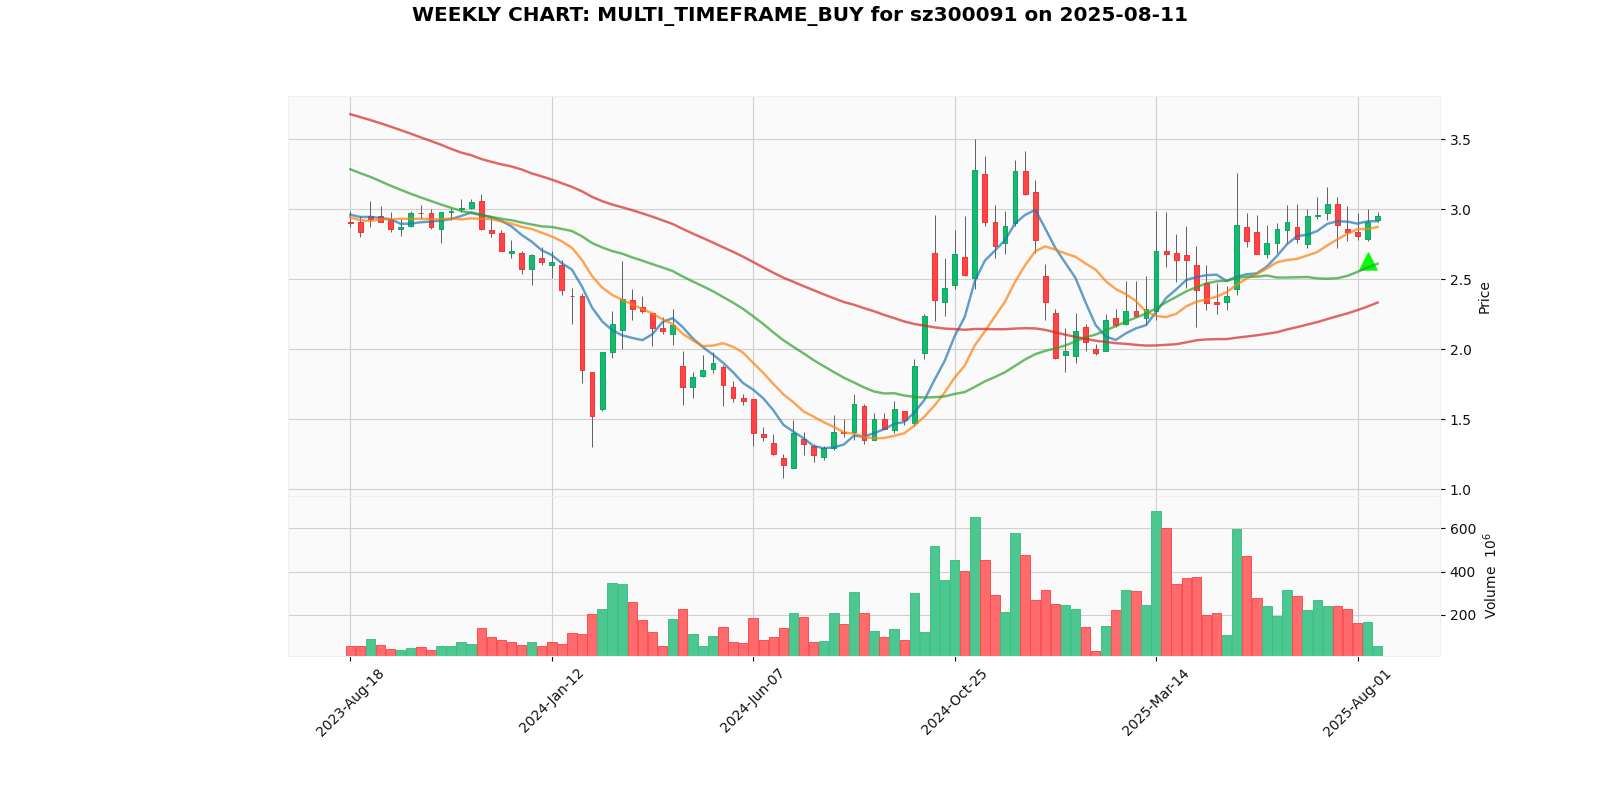 WEEKLY CHART: MULTI_TIMEFRAME_BUY for sz300091 on 2025-08-11
3.5
3.0
2.5
2.0
1.5
1.0
Price
600
400
200
Volume 10^6
2023-Aug-18
2024-Jan-12
2024-Jun-07
2024-Oct-25
2025-Mar-14
2025-Aug-01